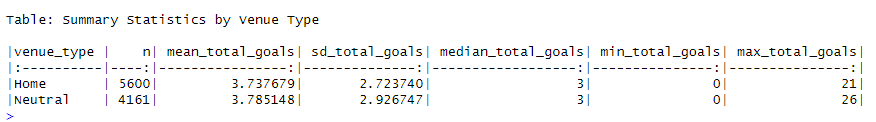 Table: Summary Statistics by Venue Type
|venue_type |    n| mean_total_goals| sd_total_goals| median_total_goals| min_total_goals| max_total_goals|
|:----------|----:|----------------:|--------------:|------------------:|---------------:|---------------:|
|Home       | 5600|         3.737679|       2.723740|                  3|               0|              21|
|Neutral    | 4161|         3.785148|       2.926747|                  3|               0|              26|
>